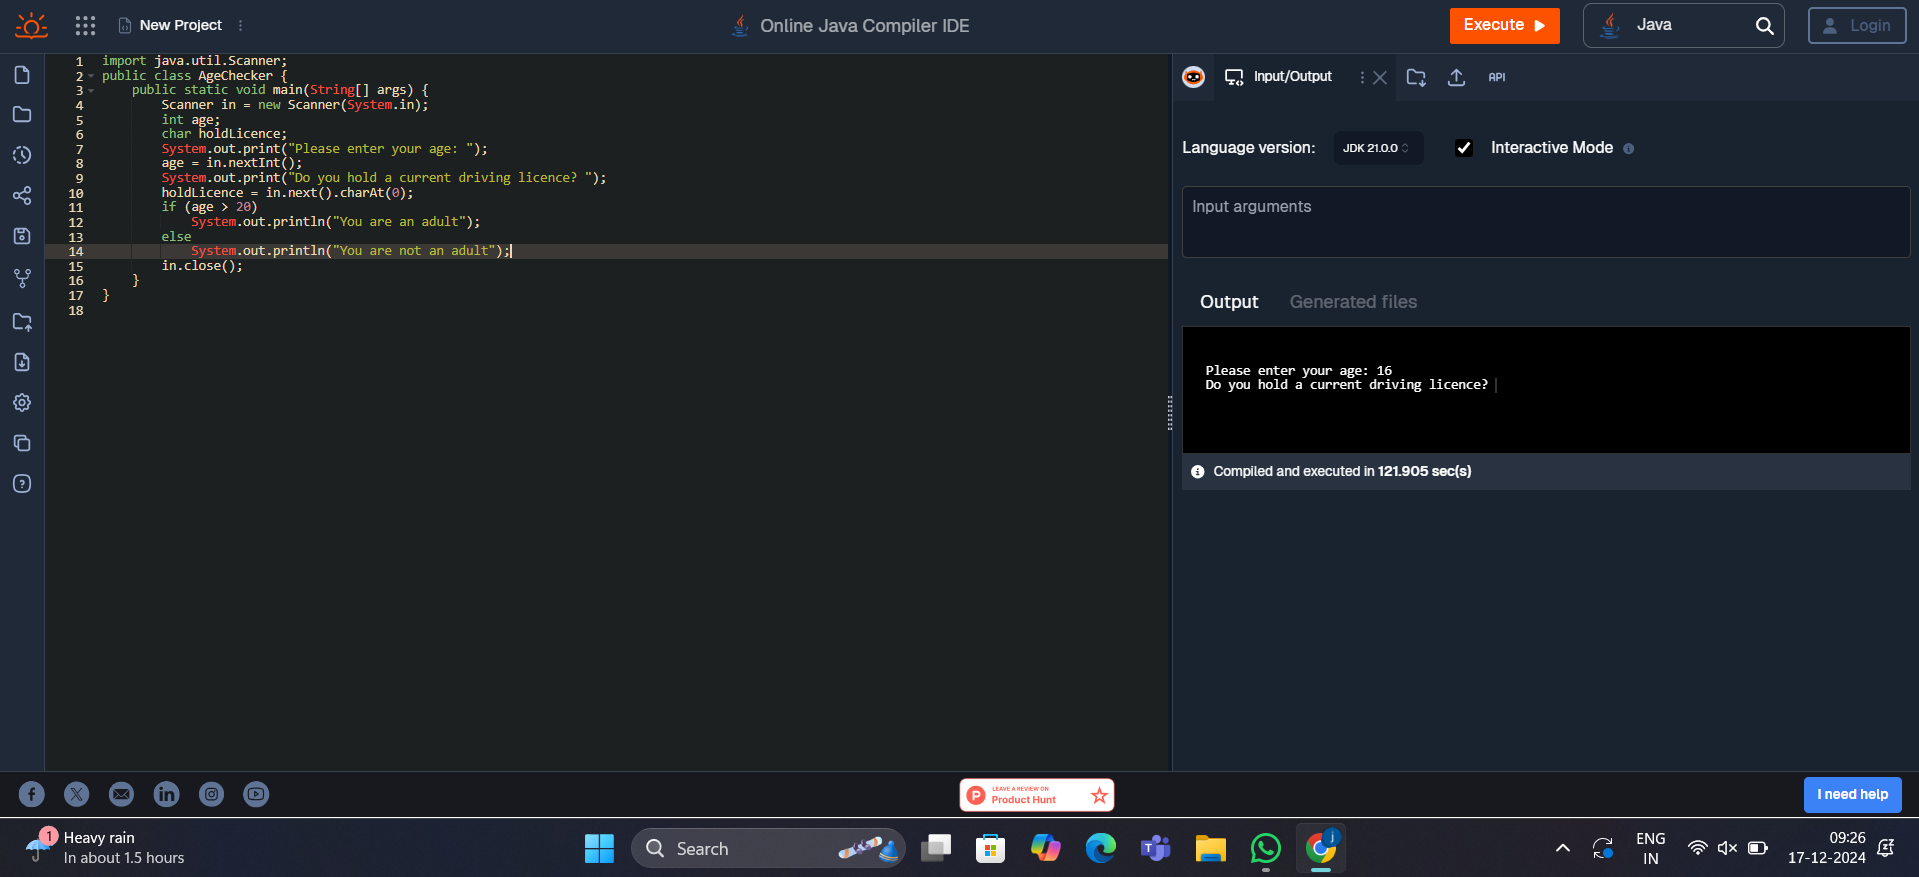 New Project
Online Java Compiler IDE
Execute
Java
Login
1 import java.util.Scanner;
2 public class AgeChecker {
3     public static void main(String[] args) {
4         Scanner in = new Scanner(System.in);
5         int age;
6         char holdLicence;
7         System.out.print("Please enter your age: ");
8         age = in.nextInt();
9         System.out.print("Do you hold a current driving licence? ");
10         holdLicence = in.next().charAt(0);
11         if (age > 20)
12             System.out.println("You are an adult");
13         else
14             System.out.println("You are not an adult");
15         in.close();
16     }
17 }
18
Input/Output
API
Language version:
JDK 21.0.0
Interactive Mode
Input arguments
Output
Generated files
Please enter your age: 16
Do you hold a current driving licence?
Compiled and executed in 121.905 sec(s)
LEAVE A REVIEW ON
Product Hunt
I need help
1
Heavy rain
In about 1.5 hours
Search
ENG
IN
09:26
17-12-2024